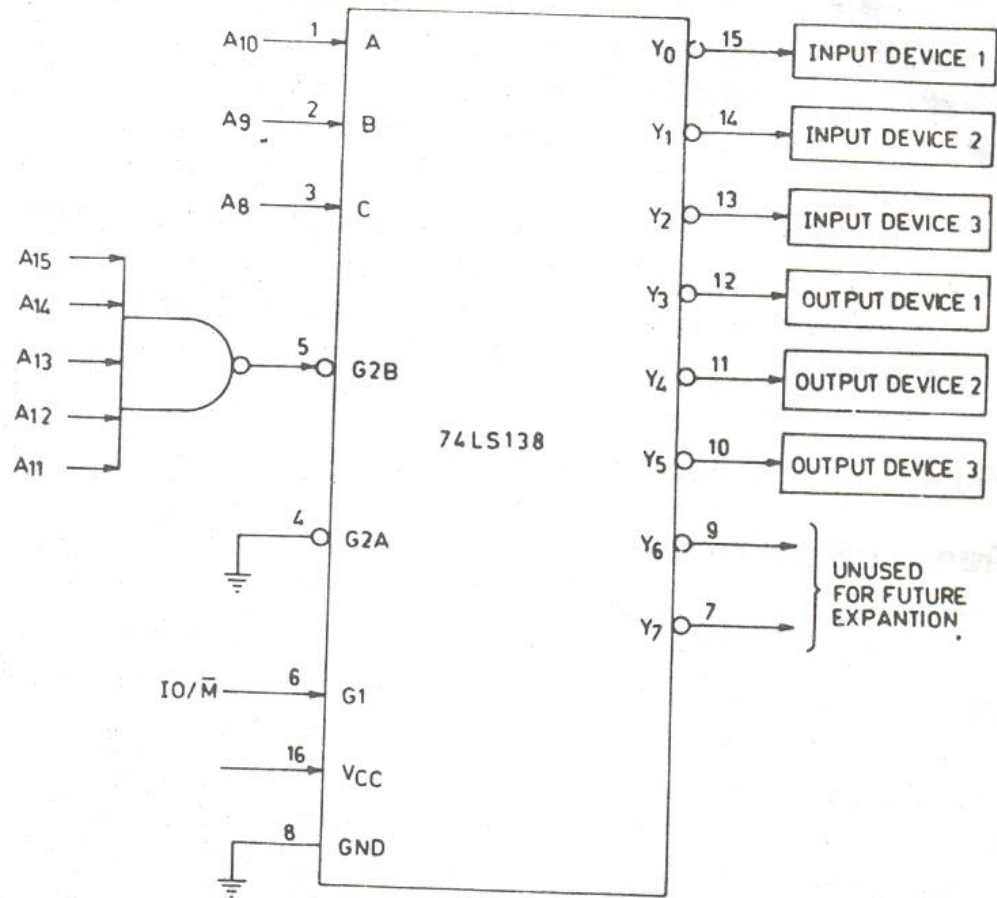 A10 1 A
A9 2 B
A8 3 C
A15
A14
A13
A12
A11
5 G2B
4 G2A
IO/M̅ 6 G1
16 VCC
8 GND
74LS138
Y0 15 INPUT DEVICE 1
Y1 14 INPUT DEVICE 2
Y2 13 INPUT DEVICE 3
Y3 12 OUTPUT DEVICE 1
Y4 11 OUTPUT DEVICE 2
Y5 10 OUTPUT DEVICE 3
Y6 9
Y7 7
UNUSED
FOR FUTURE
EXPANTION